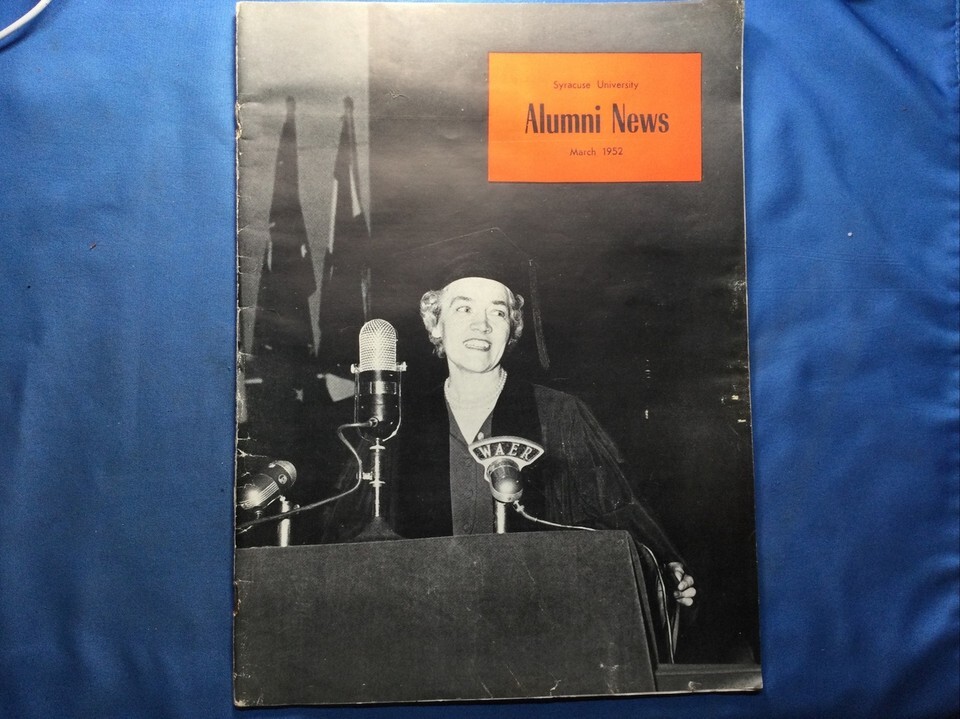 Syracuse University
Alumni News
March 1952
WAER